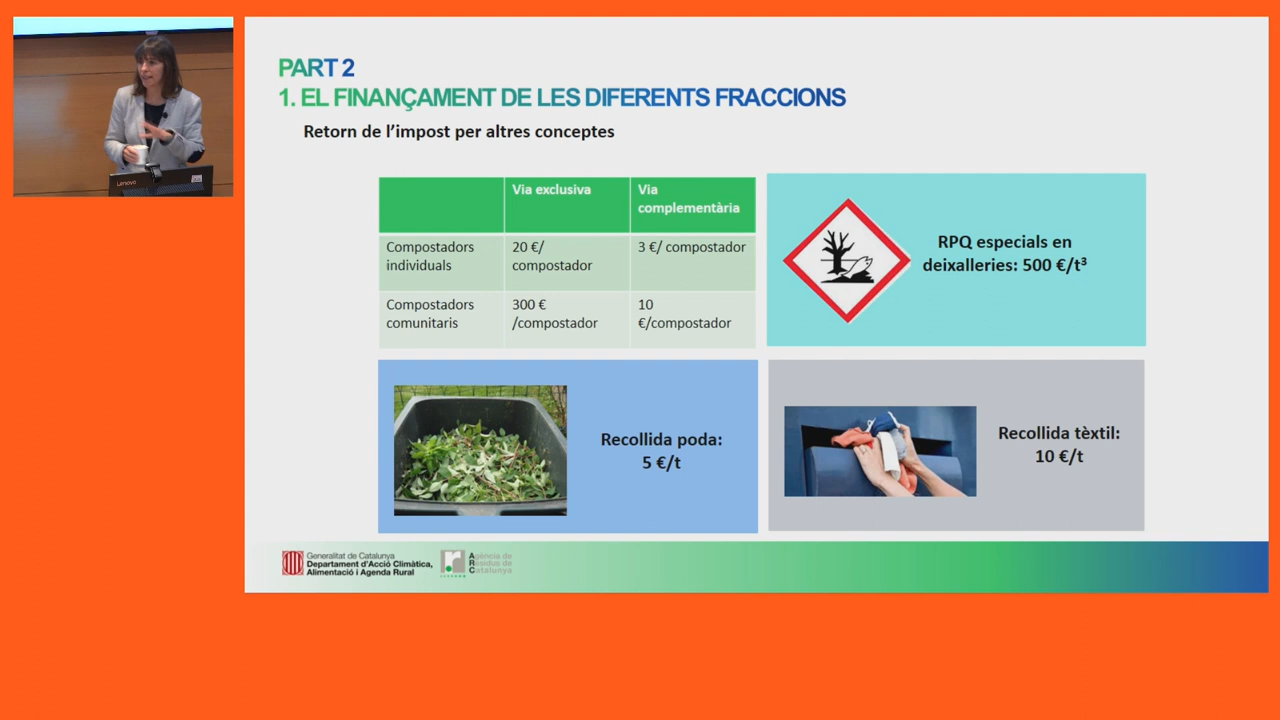 PART 2
1. EL FINANÇAMENT DE LES DIFERENTS FRACCIONS
Retorn de l'impost per altres conceptes
Via exclusiva
Via
complementària
Compostadors
individuals
20 €/
compostador
3 €/ compostador
Compostadors
comunitaris
300 €
/compostador
10
€/compostador
RPQ especials en
deixalleries: 500 €/t³
Recollida poda:
5 €/t
Recollida tèxtil:
10 €/t
Generalitat de Catalunya
Departament d'Acció Climàtica,
Alimentació i Agenda Rural
Agència de
Residus de
Catalunya
Lenovo